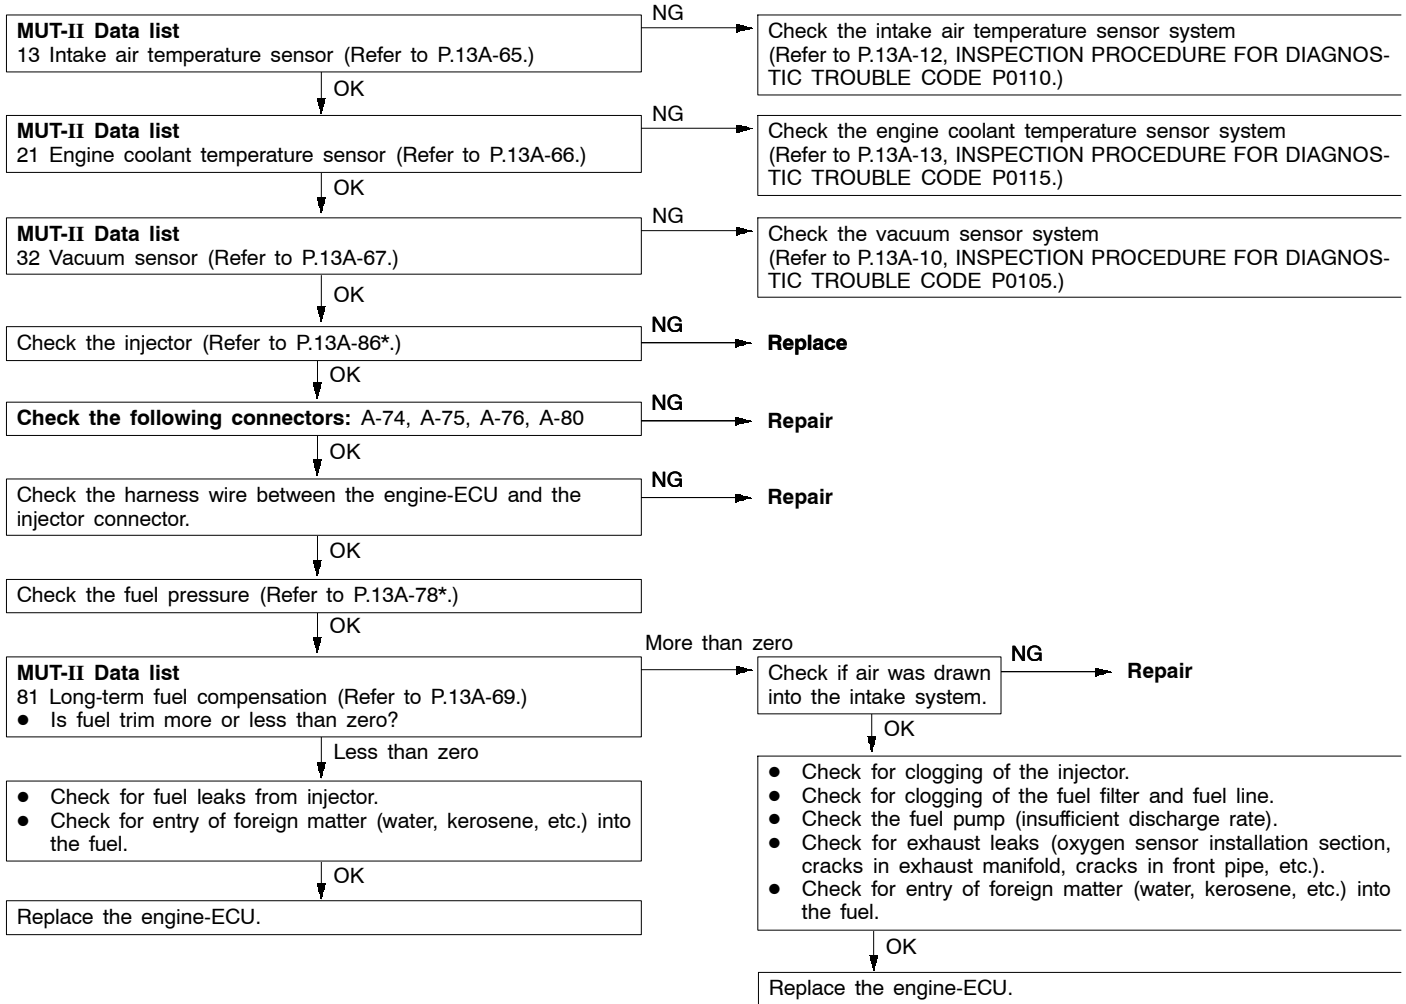 MUT-II Data list
13 Intake air temperature sensor (Refer to P.13A-65.)
NG
Check the intake air temperature sensor system
(Refer to P.13A-12, INSPECTION PROCEDURE FOR DIAGNOS-
TIC TROUBLE CODE P0110.)
OK
MUT-II Data list
21 Engine coolant temperature sensor (Refer to P.13A-66.)
NG
Check the engine coolant temperature sensor system
(Refer to P.13A-13, INSPECTION PROCEDURE FOR DIAGNOS-
TIC TROUBLE CODE P0115.)
OK
MUT-II Data list
32 Vacuum sensor (Refer to P.13A-67.)
NG
Check the vacuum sensor system
(Refer to P.13A-10, INSPECTION PROCEDURE FOR DIAGNOS-
TIC TROUBLE CODE P0105.)
OK
Check the injector (Refer to P.13A-86*.)
NG
Replace
OK
Check the following connectors: A-74, A-75, A-76, A-80
NG
Repair
OK
Check the harness wire between the engine-ECU and the
injector connector.
NG
Repair
OK
Check the fuel pressure (Refer to P.13A-78*.)
OK
MUT-II Data list
81 Long-term fuel compensation (Refer to P.13A-69.)
● Is fuel trim more or less than zero?
More than zero
Check if air was drawn
into the intake system.
NG
Repair
OK
Less than zero
● Check for fuel leaks from injector.
● Check for entry of foreign matter (water, kerosene, etc.) into
the fuel.
OK
Replace the engine-ECU.
● Check for clogging of the injector.
● Check for clogging of the fuel filter and fuel line.
● Check the fuel pump (insufficient discharge rate).
● Check for exhaust leaks (oxygen sensor installation section,
cracks in exhaust manifold, cracks in front pipe, etc.).
● Check for entry of foreign matter (water, kerosene, etc.) into
the fuel.
OK
Replace the engine-ECU.